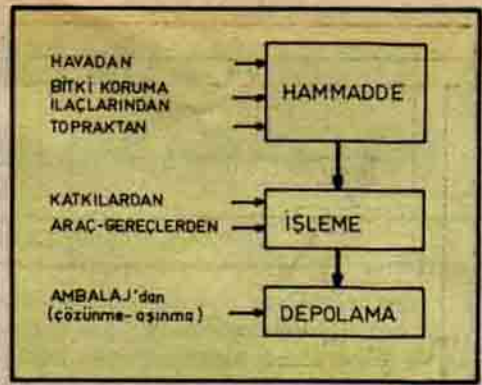 HAVADAN
BİTKİ KORUMA
İLAÇLARINDAN
TOPRAKTAN
HAMMADDE
KATKILARDAN
ARAÇ-GEREÇLERDEN
İŞLEME
AMBALAJ'dan
(çözünme-aşınma)
DEPOLAMA